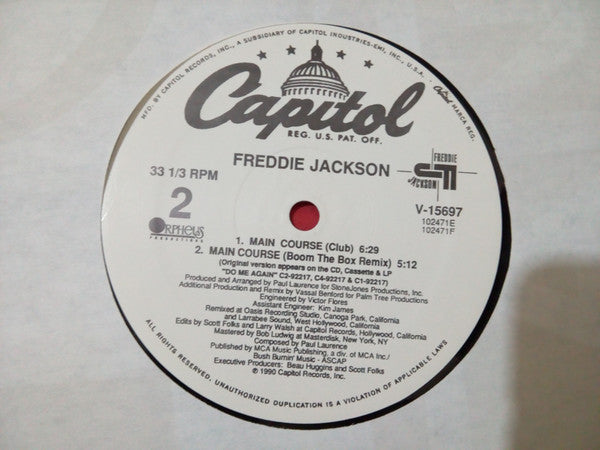 MFD. BY CAPITOL RECORDS, INC., A SUBSIDIARY OF CAPITOL INDUSTRIES-EMI, INC., U.S.A. Capitol MARCA REG.
Capitol
REG. U.S. PAT. OFF.
FREDDIE JACKSON
FREDDIE
JACKSON
33 1/3 RPM
2
ORPHEUS
PRODUCTIONS
V-15697
102471E
102471F
1. MAIN COURSE (Club) 6:29
2. MAIN COURSE (Boom The Box Remix) 5:12
(Original version appears on the CD, Cassette & LP
"DO ME AGAIN" C2-92217, C4-92217 & C1-92217)
Produced and Arranged by Paul Laurence for StoneJones Productions, Inc.
Additional Production and Remix by Vassal Benford for Palm Tree Productions
Engineered by Victor Flores
Assistant Engineer: Kim James
Remixed at Oasis Recording Studio, Canoga Park, California
and Larrabee Sound, West Hollywood, California
Edits by Scott Folks and Larry Walsh at Capitol Records, Hollywood, California
Mastered by Bob Ludwig at Masterdisk, New York, NY
Composed by Paul Laurence
Published by MCA Music Publishing, a div. of MCA Inc./
Bush Burnin' Music - ASCAP
Executive Producers: Beau Huggins and Scott Folks
℗ 1990 Capitol Records, Inc.
ALL RIGHTS RESERVED. UNAUTHORIZED DUPLICATION IS A VIOLATION OF APPLICABLE LAWS